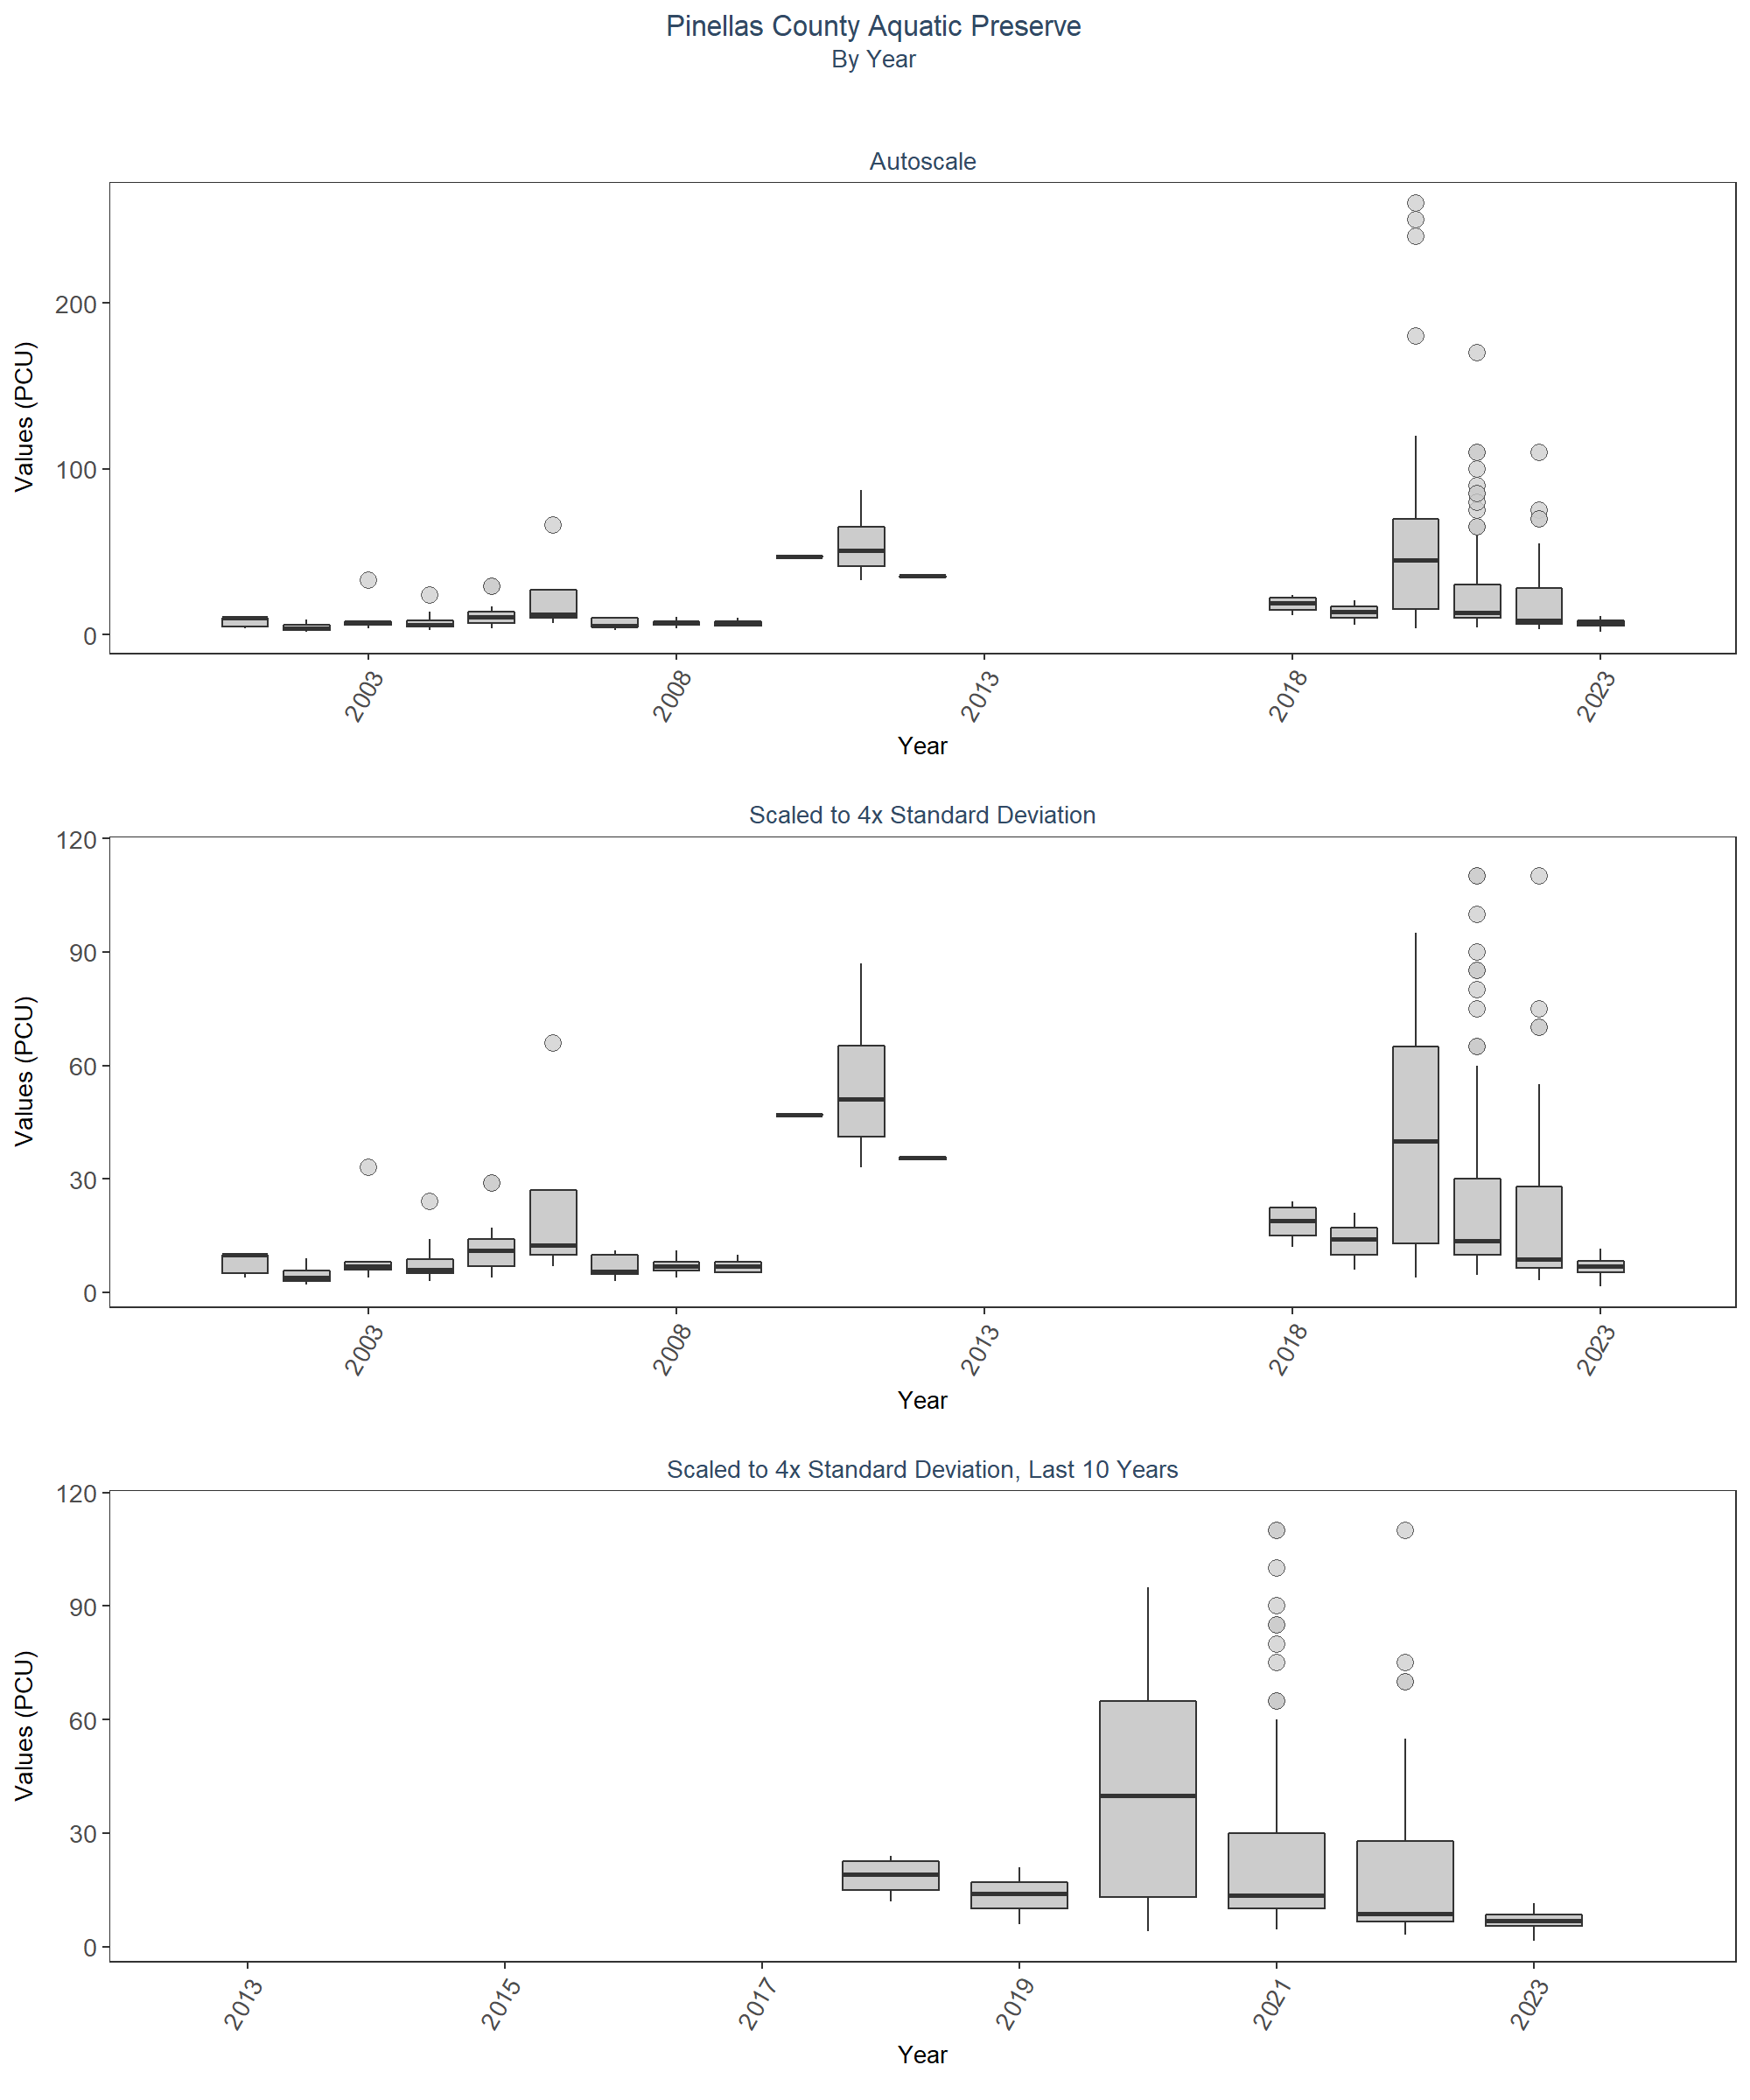 Pinellas County Aquatic Preserve
By Year
Autoscale
Values (PCU)
200
100
0
2003 2008 2013 2018 2023
Year
Scaled to 4x Standard Deviation
Values (PCU)
120
90
60
30
0
2003 2008 2013 2018 2023
Year
Scaled to 4x Standard Deviation, Last 10 Years
Values (PCU)
120
90
60
30
0
2013 2015 2017 2019 2021 2023
Year